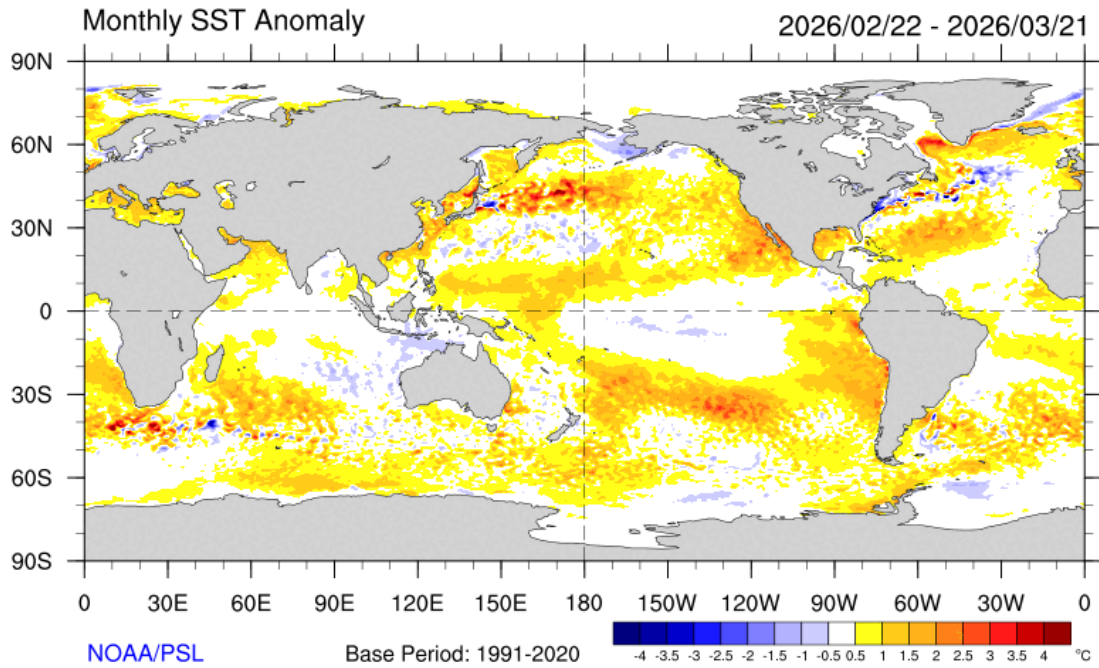 Monthly SST Anomaly 2026/02/22 - 2026/03/21
90N
60N
30N
0
30S
60S
90S
0 30E 60E 90E 120E 150E 180 150W 120W 90W 60W 30W 0
-4 -3.5 -3 -2.5 -2 -1.5 -1 -0.5 0.5 1 1.5 2 2.5 3 3.5 4 °C
NOAA/PSL Base Period: 1991-2020